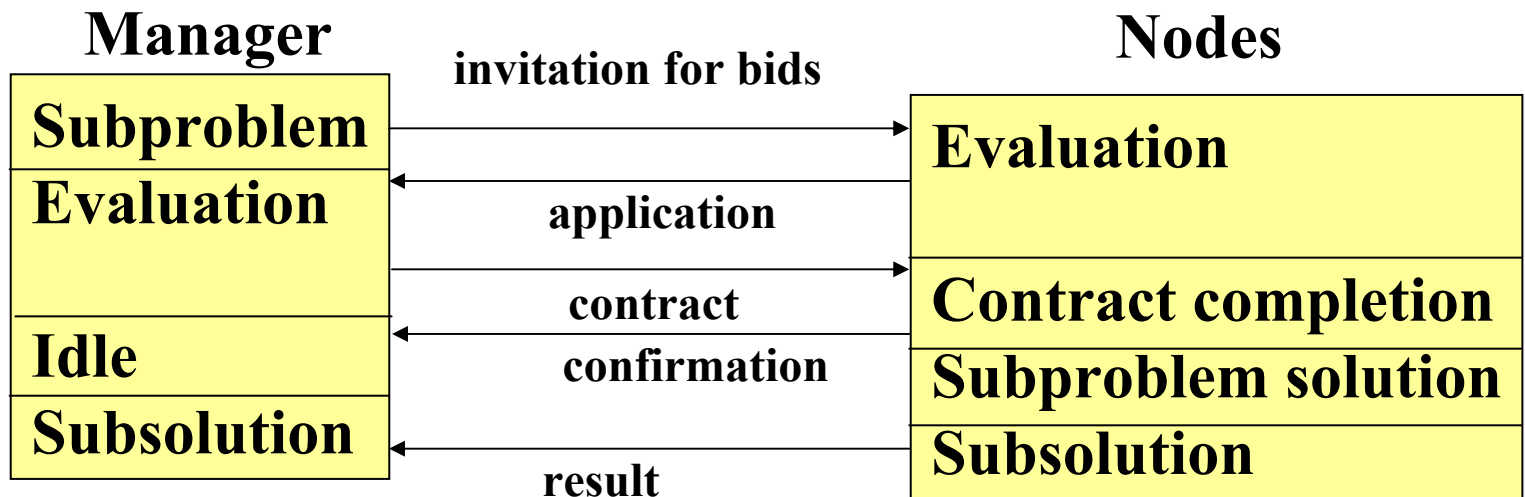 Manager
Nodes
invitation for bids
Subproblem
Evaluation
Evaluation
application
contract
Contract completion
Idle
confirmation
Subproblem solution
Subsolution
Subsolution
result